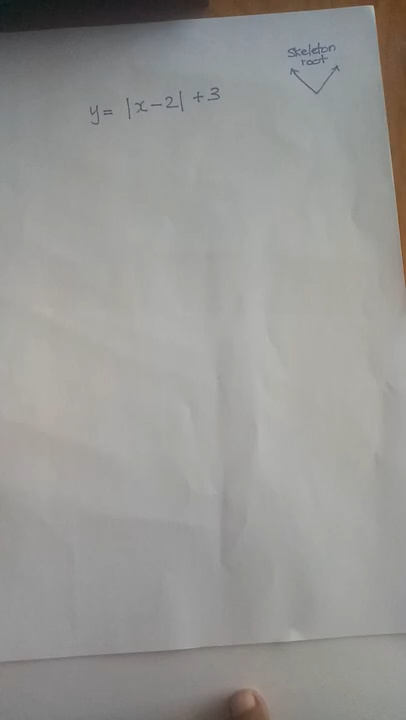 Skeleton
root
y = |x-2| +3